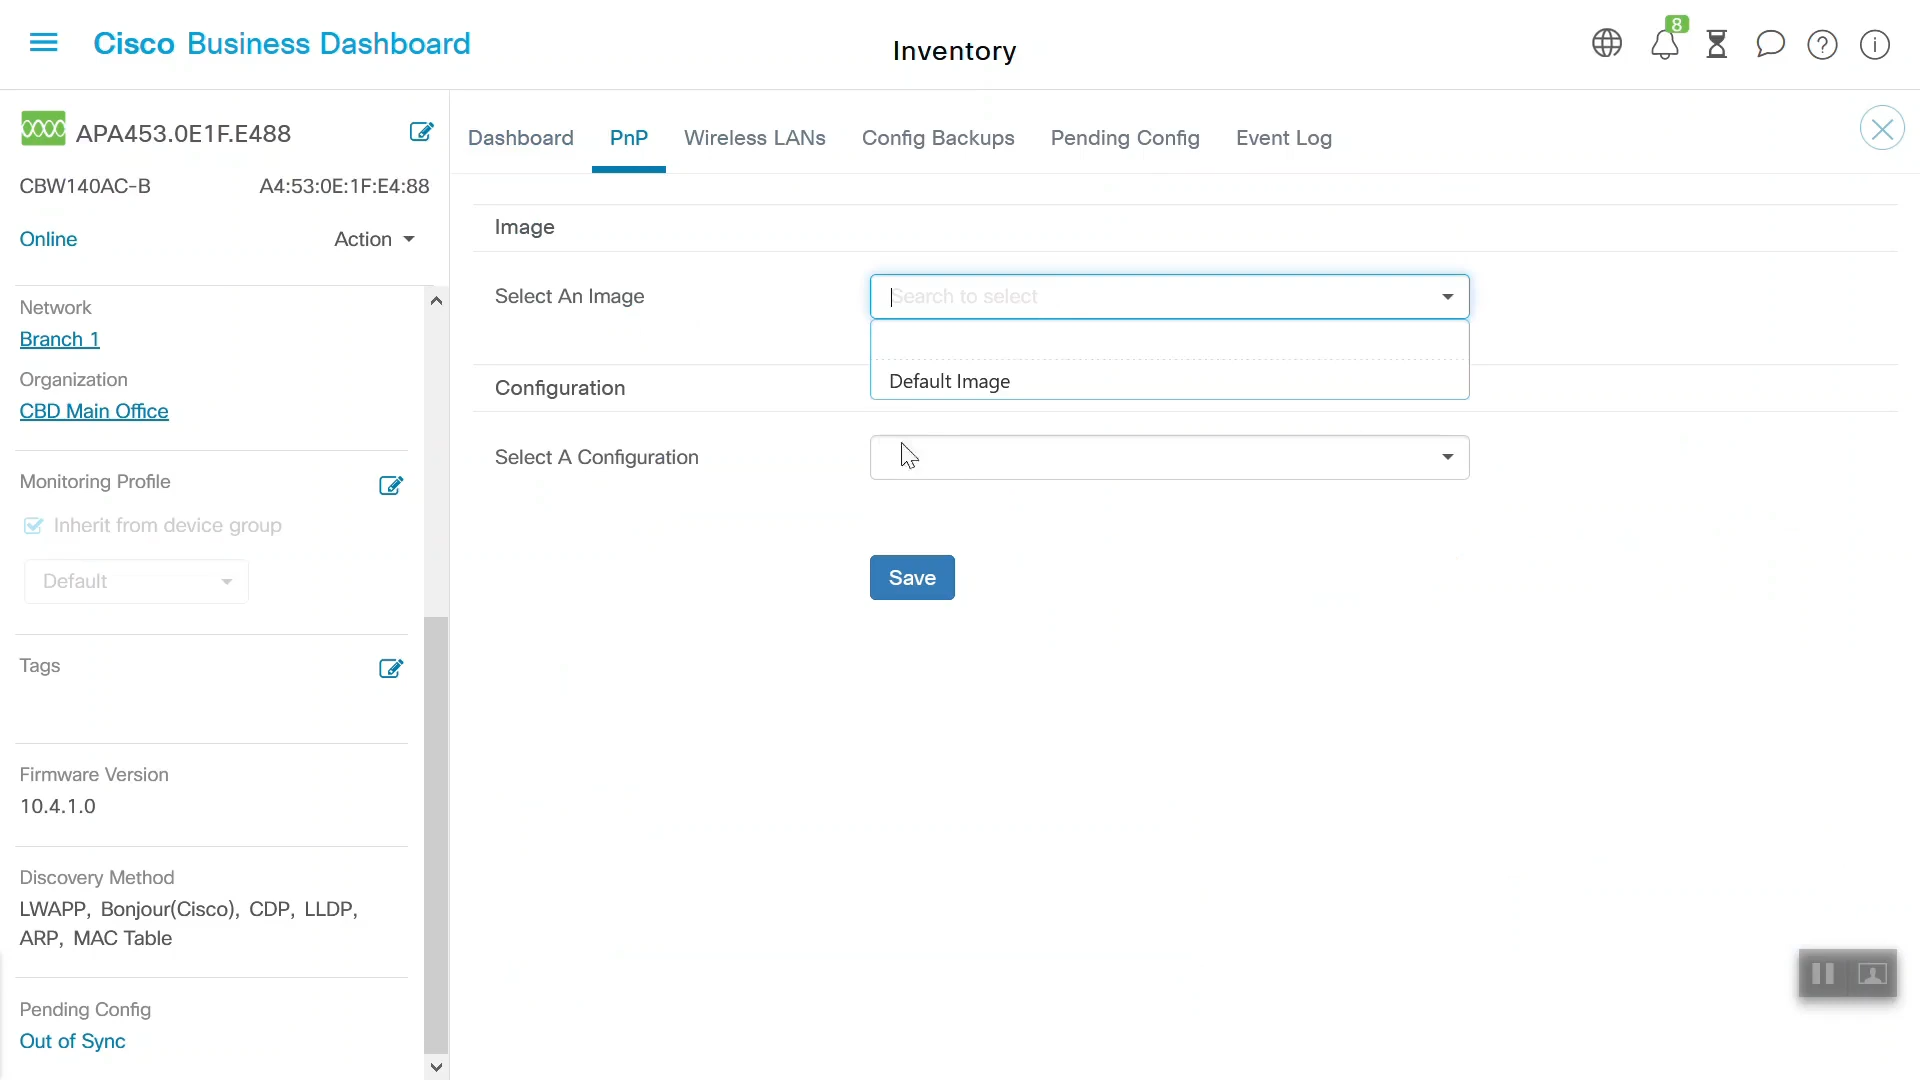 Cisco Business Dashboard
Inventory
8
APA453.0E1F.E488
CBW140AC-B A4:53:0E:1F:E4:88
Online Action
Network
Branch 1
Organization
CBD Main Office
Monitoring Profile
Inherit from device group
Default
Tags
Firmware Version
10.4.1.0
Discovery Method
LWAPP, Bonjour(Cisco), CDP, LLDP,
ARP, MAC Table
Pending Config
Out of Sync
Dashboard PnP Wireless LANs Config Backups Pending Config Event Log
Image
Select An Image Search to select
Default Image
Configuration
Select A Configuration
Save